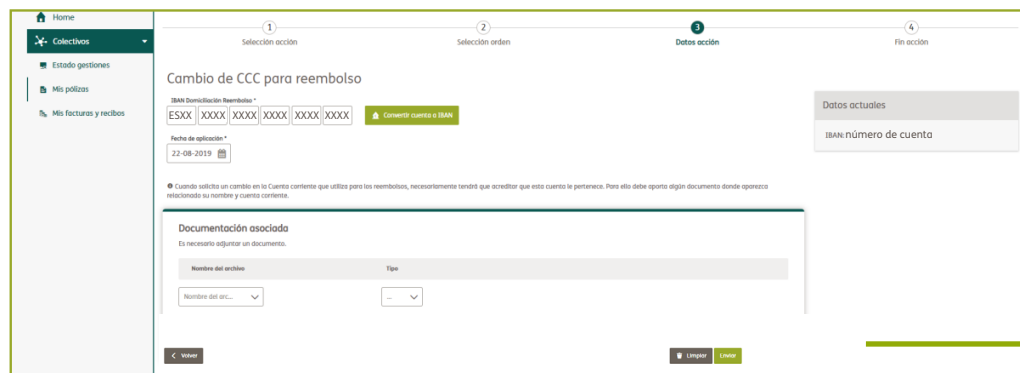 Home
Colectivos
Estado gestiones
Mis pólizas
Mis facturas y recibos
1
Selección acción
2
Selección orden
3
Datos acción
4
Fin acción
Cambio de CCC para reembolso
IBAN Domiciliación Reembolso *
ESXX XXXX XXXX XXXX XXXX XXXX
Convertir cuenta a IBAN
Fecha de aplicación *
22-08-2019
Cuando solicita un cambio en la Cuenta corriente que utiliza para los reembolsos, necesariamente tendrá que acreditar que esta cuenta le pertenece. Para ello debe aporta algún documento donde aparezca
relacionado su nombre y cuenta corriente.
Documentación asociada
Es necesario adjuntar un documento.
Nombre del archivo Tipo
Nombre del arc... ...
Volver
Limpiar Enviar
Datos actuales
IBAN: número de cuenta